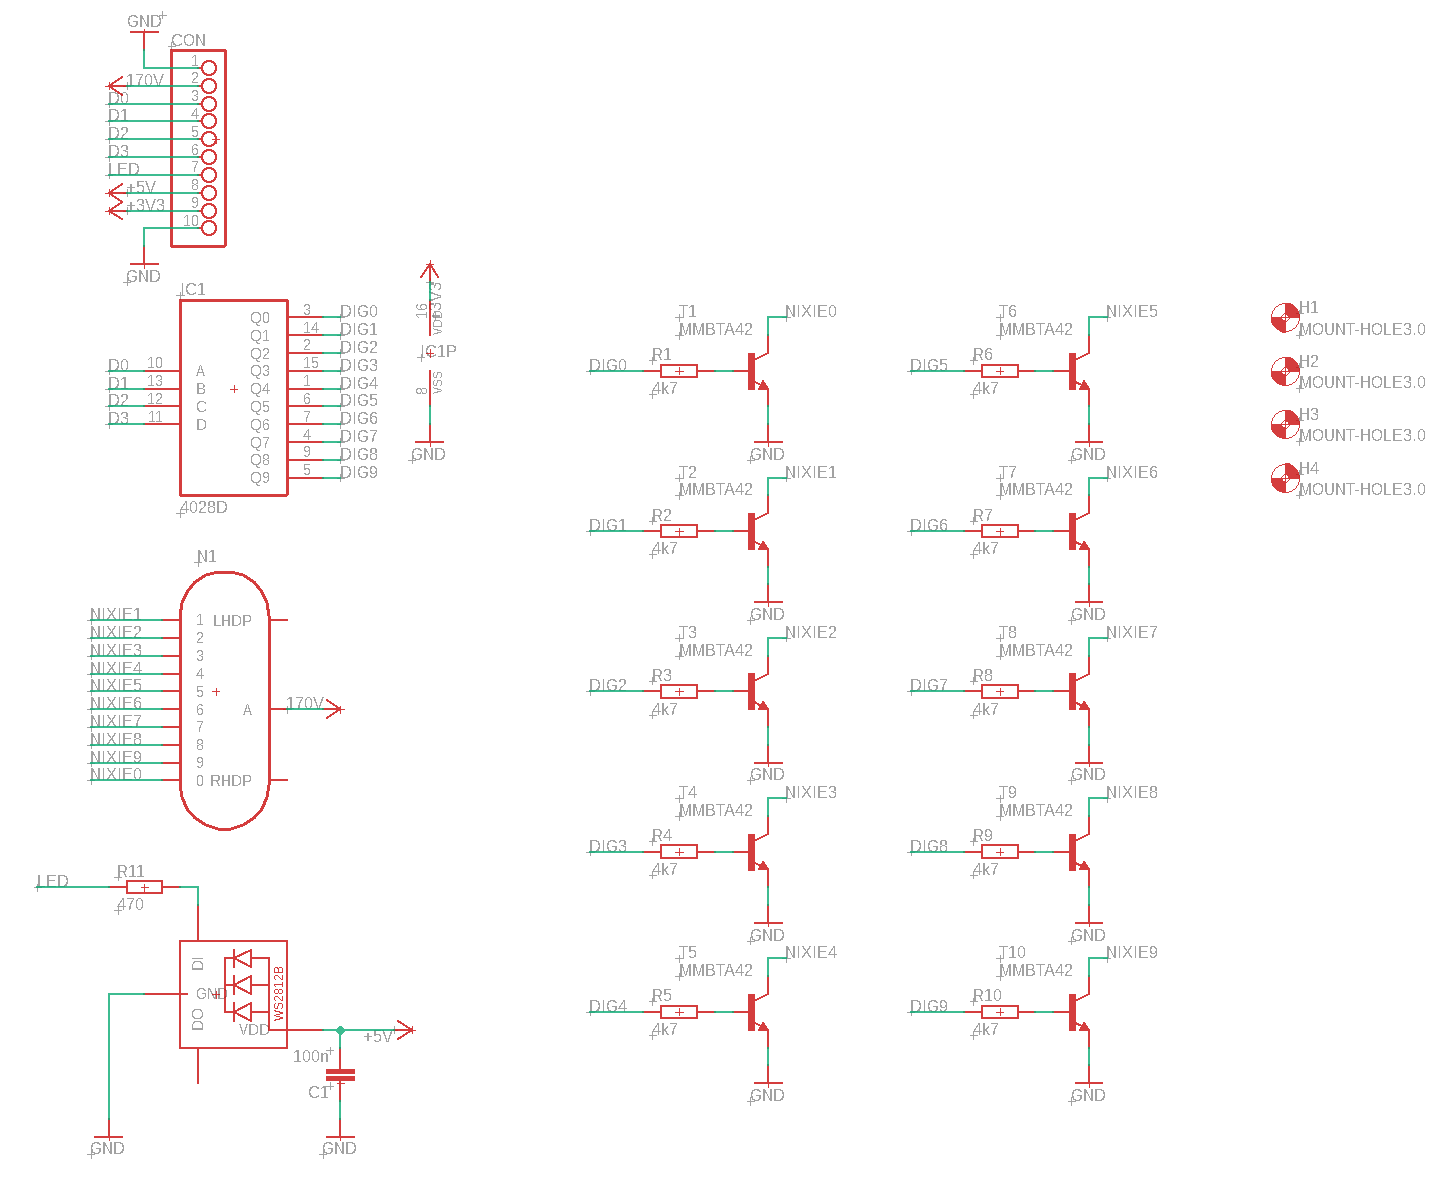 GND
CON
1
170V 2
D0 3
D1 4
D2 5
D3 6
LED 7
+5V 8
+3V3 9
10
GND
IC1
Q0 3 DIG0
Q1 14 DIG1
Q2 2 DIG2
D0 10 A Q3 15 DIG3
D1 13 B Q4 1 DIG4
D2 12 C Q5 6 DIG5
D3 11 D Q6 7 DIG6
Q7 4 DIG7
Q8 9 DIG8
Q9 5 DIG9
4028D
+3V3
16
VDD
IC1P
8
VSS
GND
N1
NIXIE1 1 LHDP
NIXIE2 2
NIXIE3 3
NIXIE4 4
NIXIE5 5
NIXIE6 6 A 170V
NIXIE7 7
NIXIE8 8
NIXIE9 9
NIXIE0 0 RHDP
LED
R11
470
DI
GND
DO
VDD
WS2812B
+5V
100n
C1
GND
GND
T1
MMBTA42
NIXIE0
DIG0
R1
4k7
GND
T2
MMBTA42
NIXIE1
DIG1
R2
4k7
GND
T3
MMBTA42
NIXIE2
DIG2
R3
4k7
GND
T4
MMBTA42
NIXIE3
DIG3
R4
4k7
GND
T5
MMBTA42
NIXIE4
DIG4
R5
4k7
GND
T6
MMBTA42
NIXIE5
DIG5
R6
4k7
GND
T7
MMBTA42
NIXIE6
DIG6
R7
4k7
GND
T8
MMBTA42
NIXIE7
DIG7
R8
4k7
GND
T9
MMBTA42
NIXIE8
DIG8
R9
4k7
GND
T10
MMBTA42
NIXIE9
DIG9
R10
4k7
GND
H1
MOUNT-HOLE3.0
H2
MOUNT-HOLE3.0
H3
MOUNT-HOLE3.0
H4
MOUNT-HOLE3.0